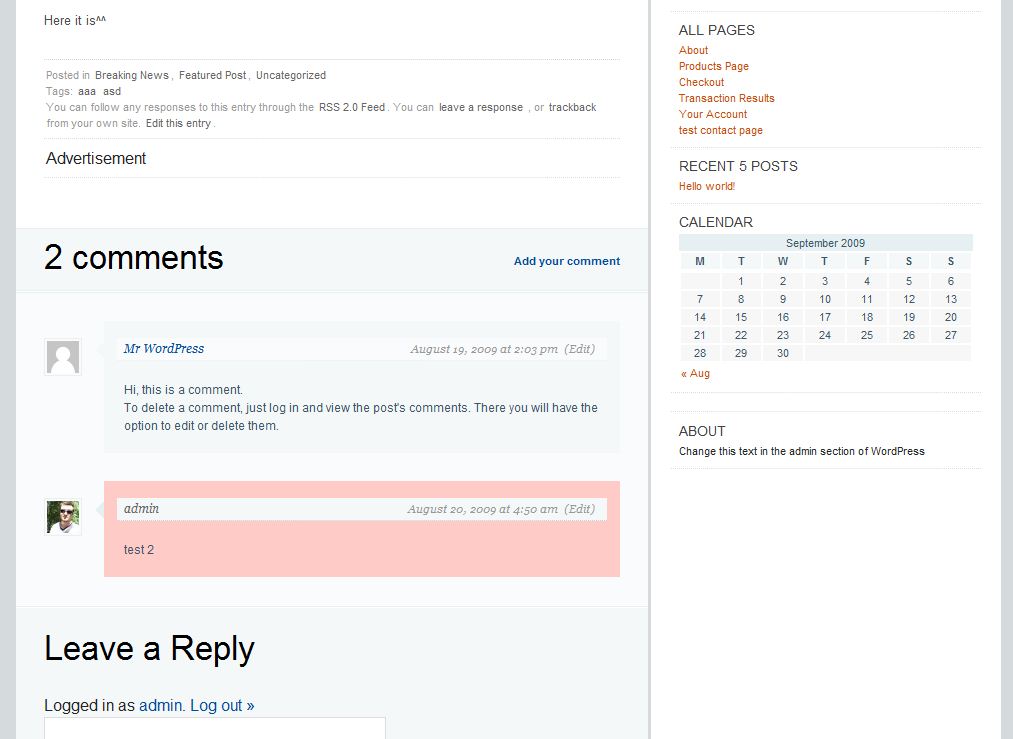 Here it is^^
Posted in Breaking News, Featured Post, Uncategorized
Tags: aaa asd
You can follow any responses to this entry through the RSS 2.0 Feed. You can leave a response , or trackback
from your own site. Edit this entry.
Advertisement
2 comments
Add your comment
Mr WordPress
August 19, 2009 at 2:03 pm (Edit)
Hi, this is a comment.
To delete a comment, just log in and view the post's comments. There you will have the
option to edit or delete them.
admin
August 20, 2009 at 4:50 am (Edit)
test 2
Leave a Reply
Logged in as admin. Log out »
ALL PAGES
About
Products Page
Checkout
Transaction Results
Your Account
test contact page
RECENT 5 POSTS
Hello world!
CALENDAR
September 2009
M T W T F S S
1 2 3 4 5 6
7 8 9 10 11 12 13
14 15 16 17 18 19 20
21 22 23 24 25 26 27
28 29 30
« Aug
ABOUT
Change this text in the admin section of WordPress